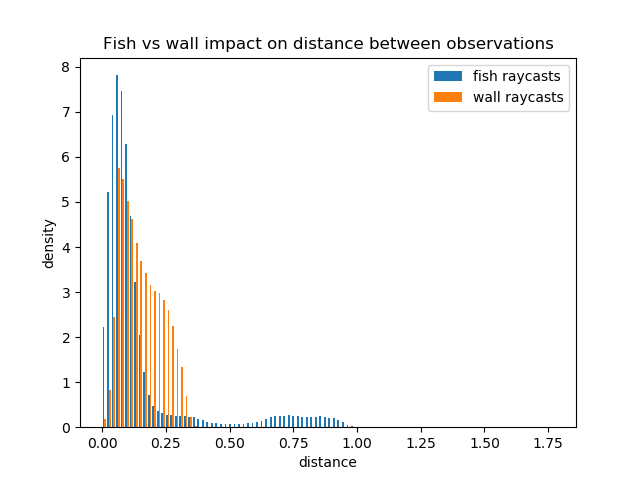 Fish vs wall impact on distance between observations
fish raycasts
wall raycasts
8
7
6
5
4
3
2
1
0
density
0.00 0.25 0.50 0.75 1.00 1.25 1.50 1.75
distance